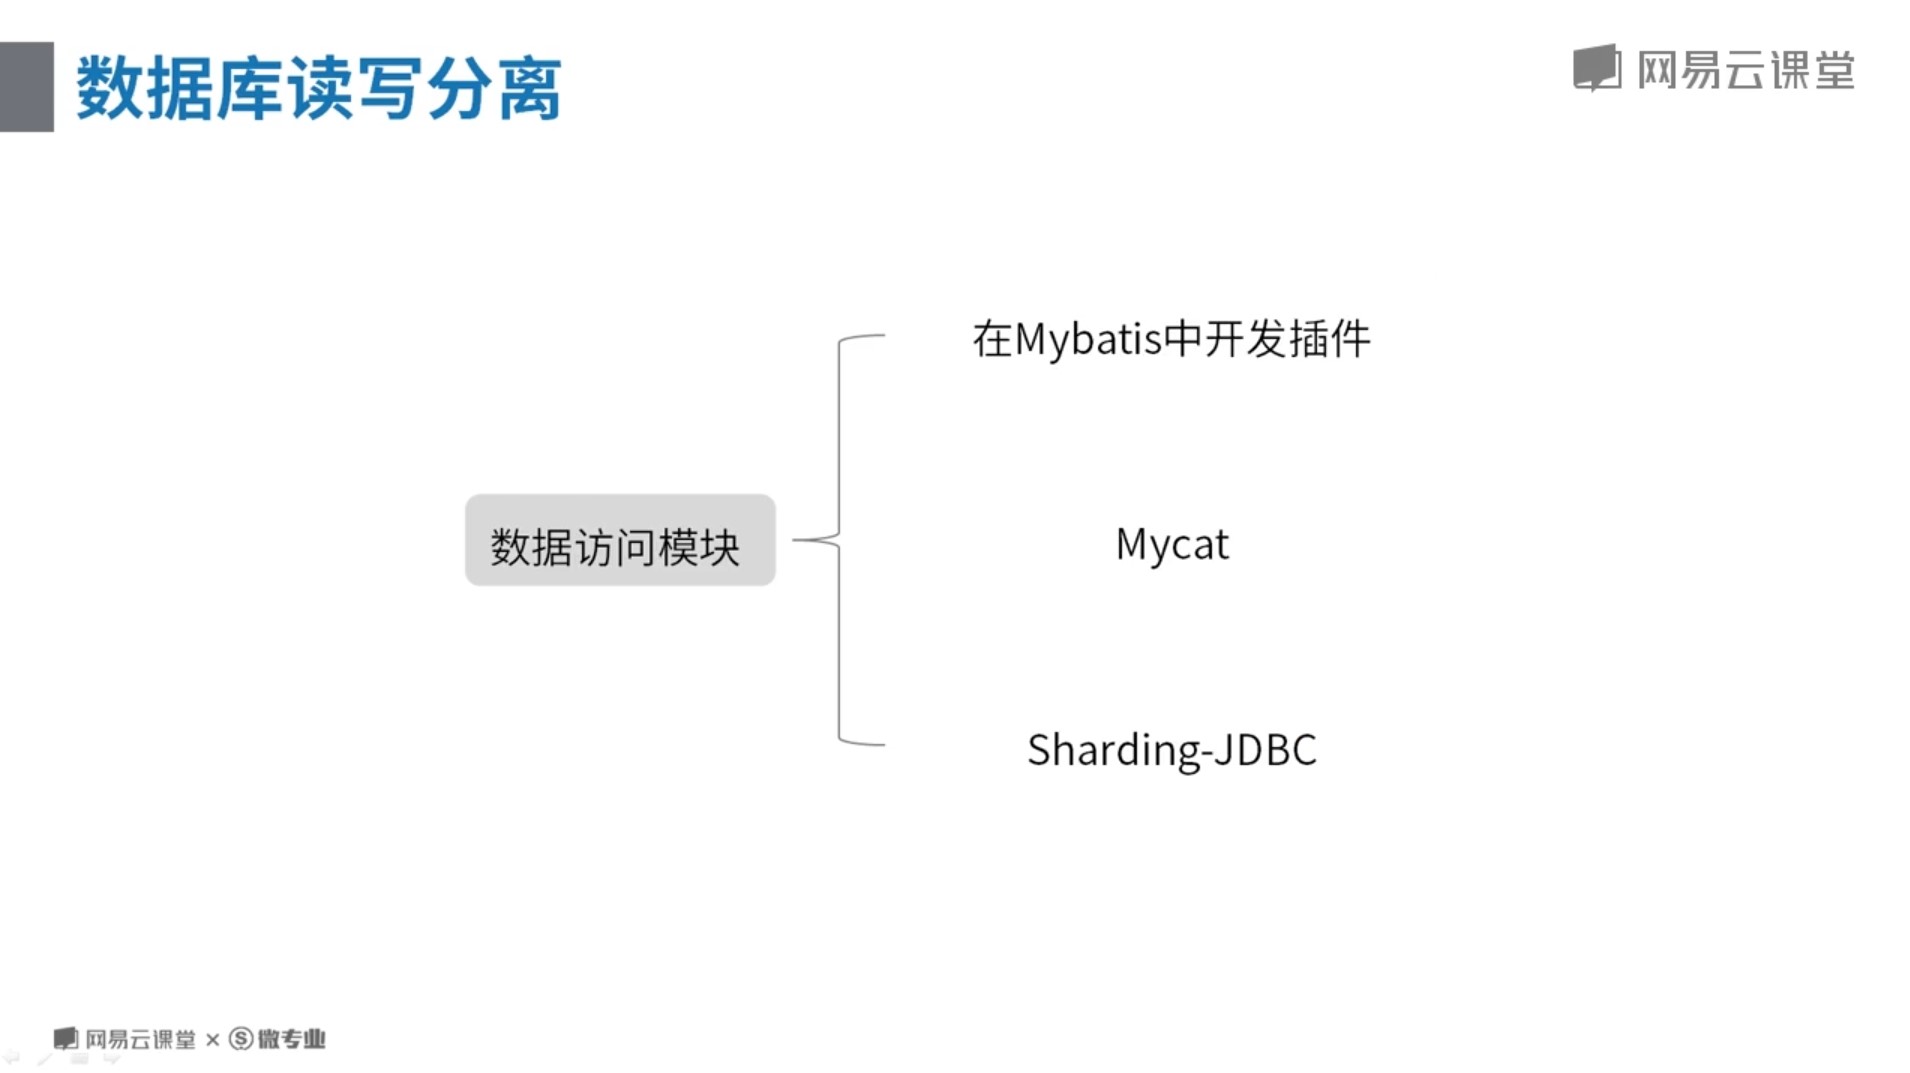 数据库读写分离
网易云课堂
在Mybatis中开发插件
数据访问模块
Mycat
Sharding-JDBC
网易云课堂 × Ⓢ微专业